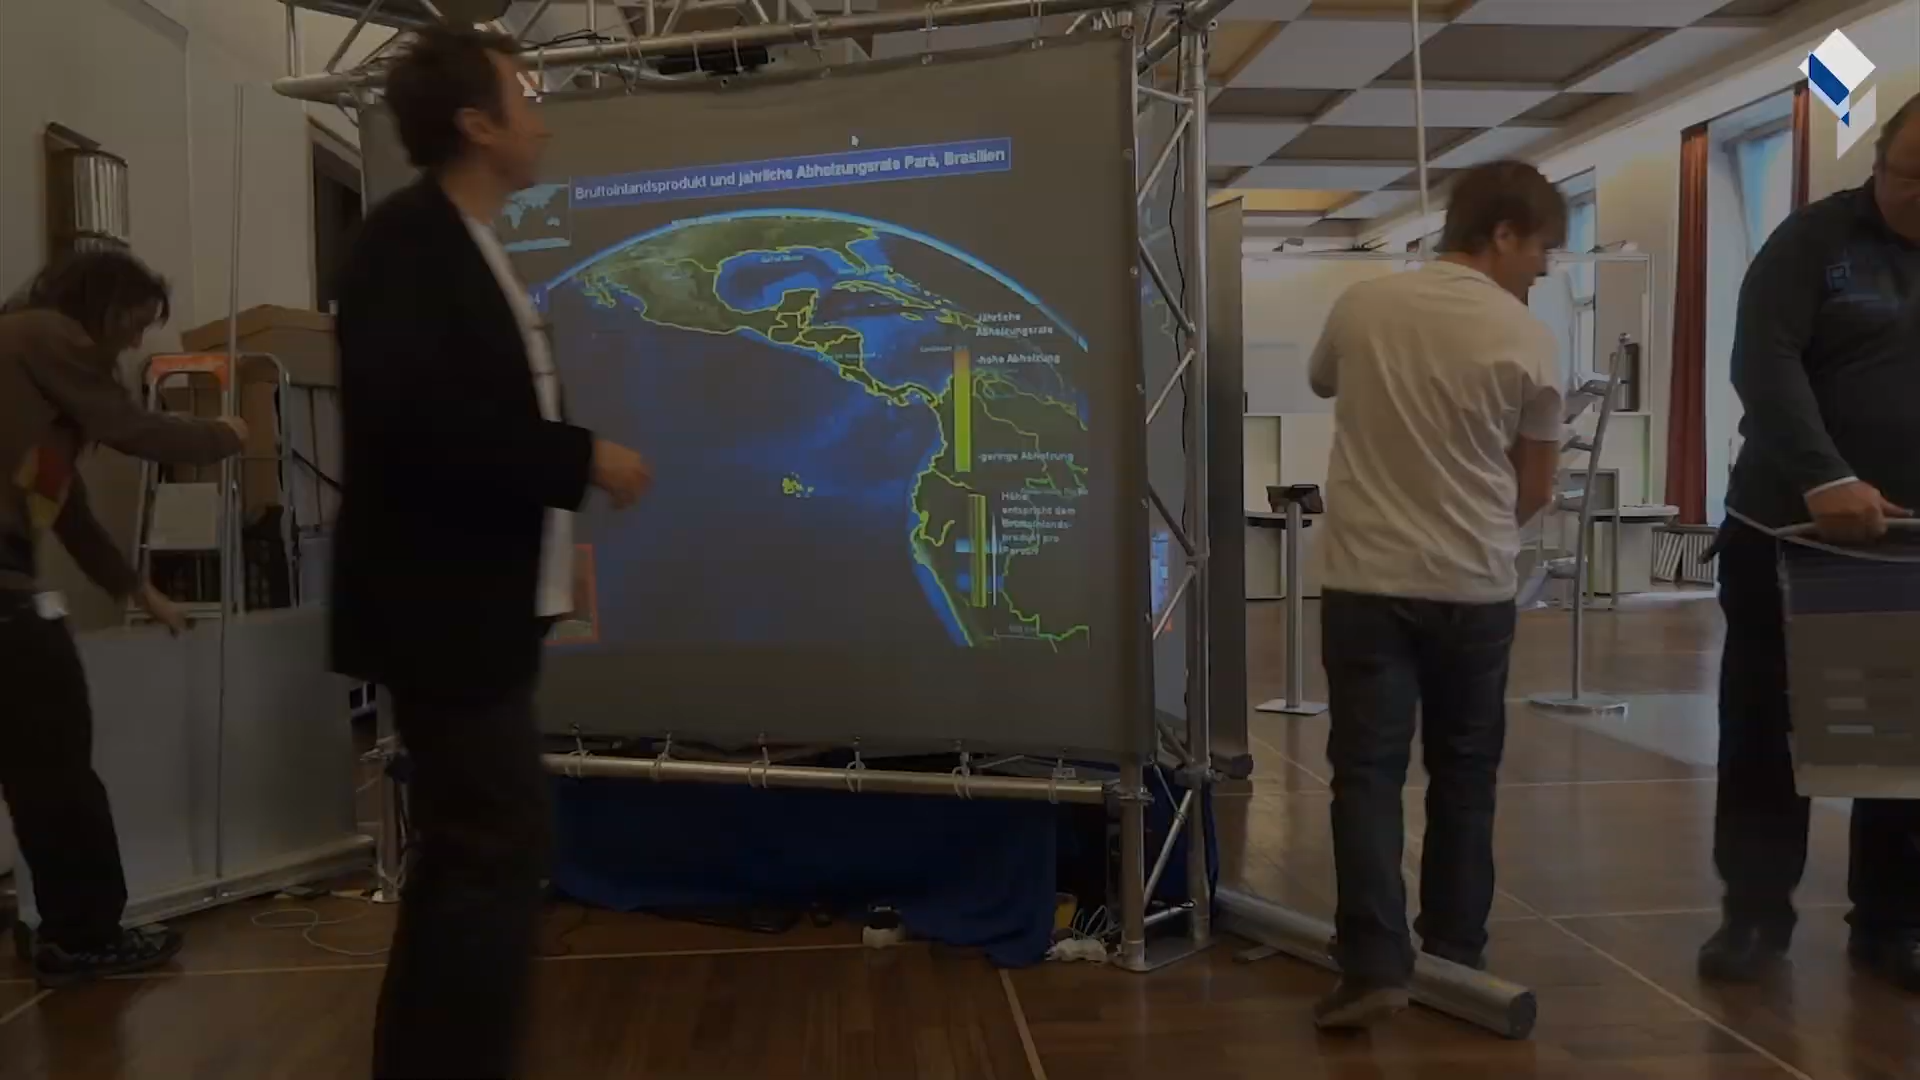 Bruttoinlandsprodukt und jährliche Abholzungsrate Pará, Brasilien
Jährliche
Abholzungsrate
-hohe Abholzung
-geringe Abholzung
Höhe
entspricht dem
Bruttoinlands-
produkt pro
Person